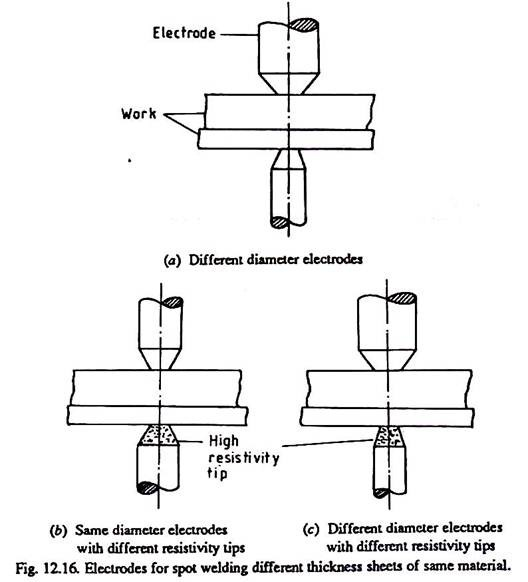 Electrode
Work
(a) Different diameter electrodes
High
resistivity
tip
(b) Same diameter electrodes
with different resistivity tips
(c) Different diameter electrodes
with different resistivity tips
Fig. 12.16. Electrodes for spot welding different thickness sheets of same material.